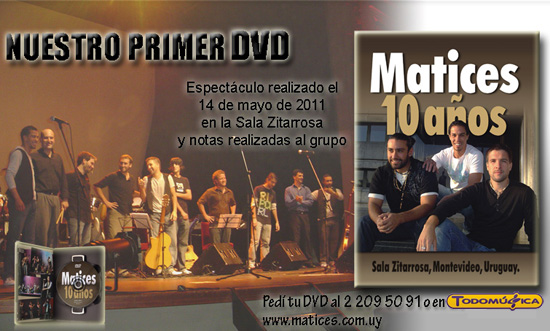 NUESTRO PRIMER DVD
Espectáculo realizado el
14 de mayo de 2011
en la Sala Zitarrosa
y notas realizadas al grupo
Matices
10 años
Sala Zitarrosa, Montevideo, Uruguay.
Matices
10 años
Pedí tu DVD al 2 209 50 91 o en TODOMÚSICA
www.matices.com.uy